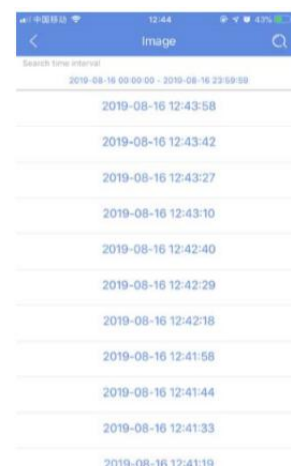 中国移动 12:44 43%
Image
Search time interval
2019-08-16 00:00:00 - 2019-08-16 23:59:59
2019-08-16 12:43:58
2019-08-16 12:43:42
2019-08-16 12:43:27
2019-08-16 12:43:10
2019-08-16 12:42:40
2019-08-16 12:42:29
2019-08-16 12:42:18
2019-08-16 12:41:58
2019-08-16 12:41:44
2019-08-16 12:41:33
2019-08-16 12:41:19